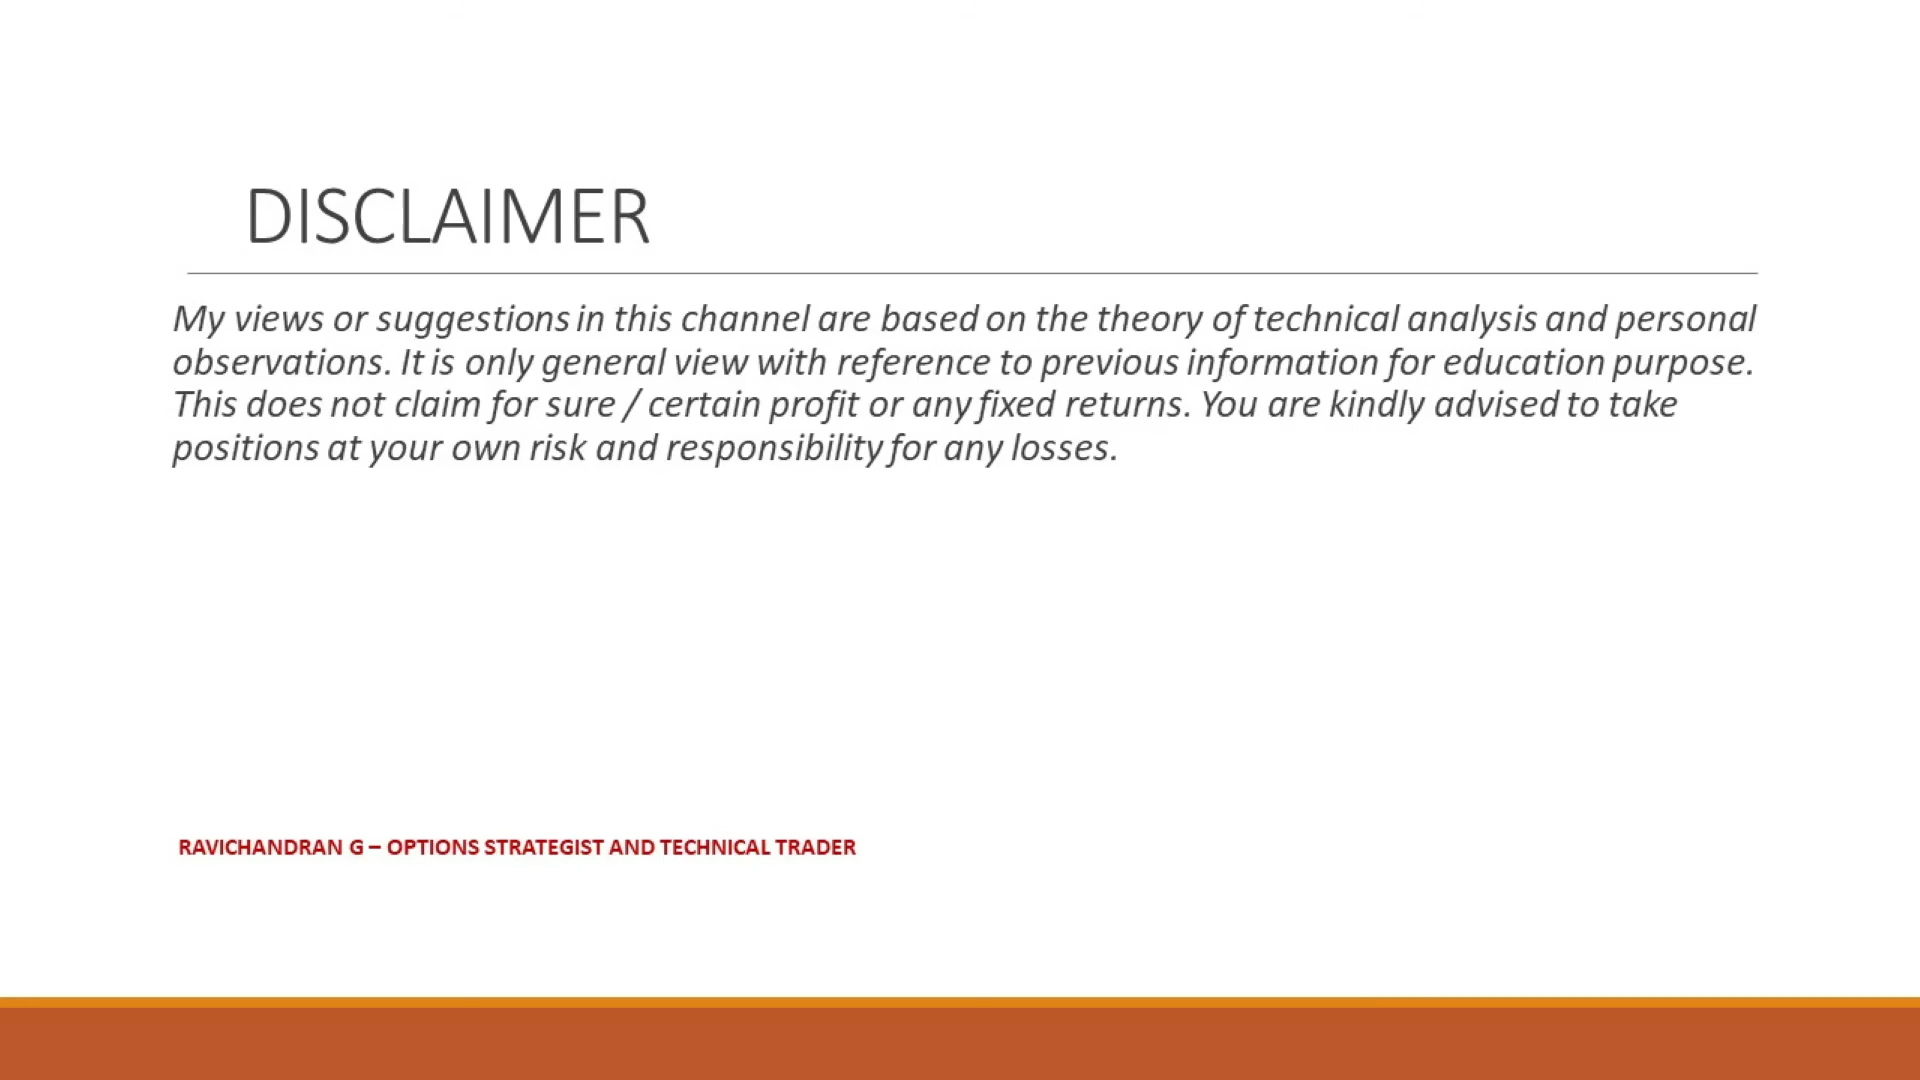 DISCLAIMER
My views or suggestions in this channel are based on the theory of technical analysis and personal
observations. It is only general view with reference to previous information for education purpose.
This does not claim for sure / certain profit or any fixed returns. You are kindly advised to take
positions at your own risk and responsibility for any losses.
RAVICHANDRAN G – OPTIONS STRATEGIST AND TECHNICAL TRADER